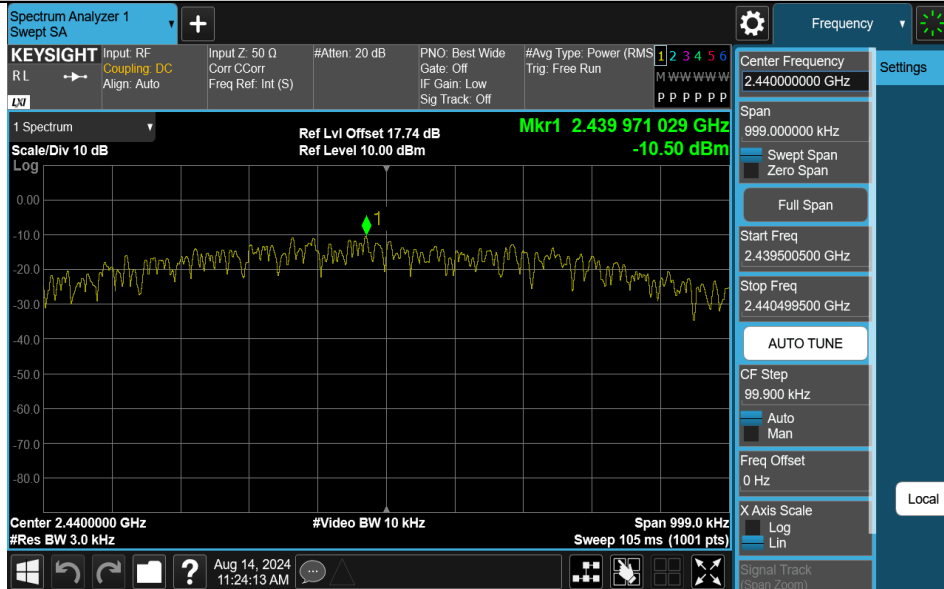 Spectrum Analyzer 1
Swept SA
+
Frequency
KEYSIGHT
RL
LXI
Input: RF
Coupling: DC
Align: Auto
Input Z: 50 Ω
Corr CCorr
Freq Ref: Int (S)
#Atten: 20 dB
PNO: Best Wide
Gate: Off
IF Gain: Low
Sig Track: Off
#Avg Type: Power (RMS
Trig: Free Run
1 2 3 4 5 6
M W W W W W
P P P P P P
1 Spectrum
Scale/Div 10 dB
Log
Ref Lvl Offset 17.74 dB
Ref Level 10.00 dBm
Mkr1 2.439 971 029 GHz
-10.50 dBm
1
0.00
-10.0
-20.0
-30.0
-40.0
-50.0
-60.0
-70.0
-80.0
Center 2.4400000 GHz
#Res BW 3.0 kHz
#Video BW 10 kHz
Span 999.0 kHz
Sweep 105 ms (1001 pts)
?
Aug 14, 2024
11:24:13 AM
Center Frequency
2.440000000 GHz
Span
999.000000 kHz
Swept Span
Zero Span
Full Span
Start Freq
2.439500500 GHz
Stop Freq
2.440499500 GHz
AUTO TUNE
CF Step
99.900 kHz
Auto
Man
Freq Offset
0 Hz
X Axis Scale
Log
Lin
Signal Track
(Span Zoom)
Settings
Local